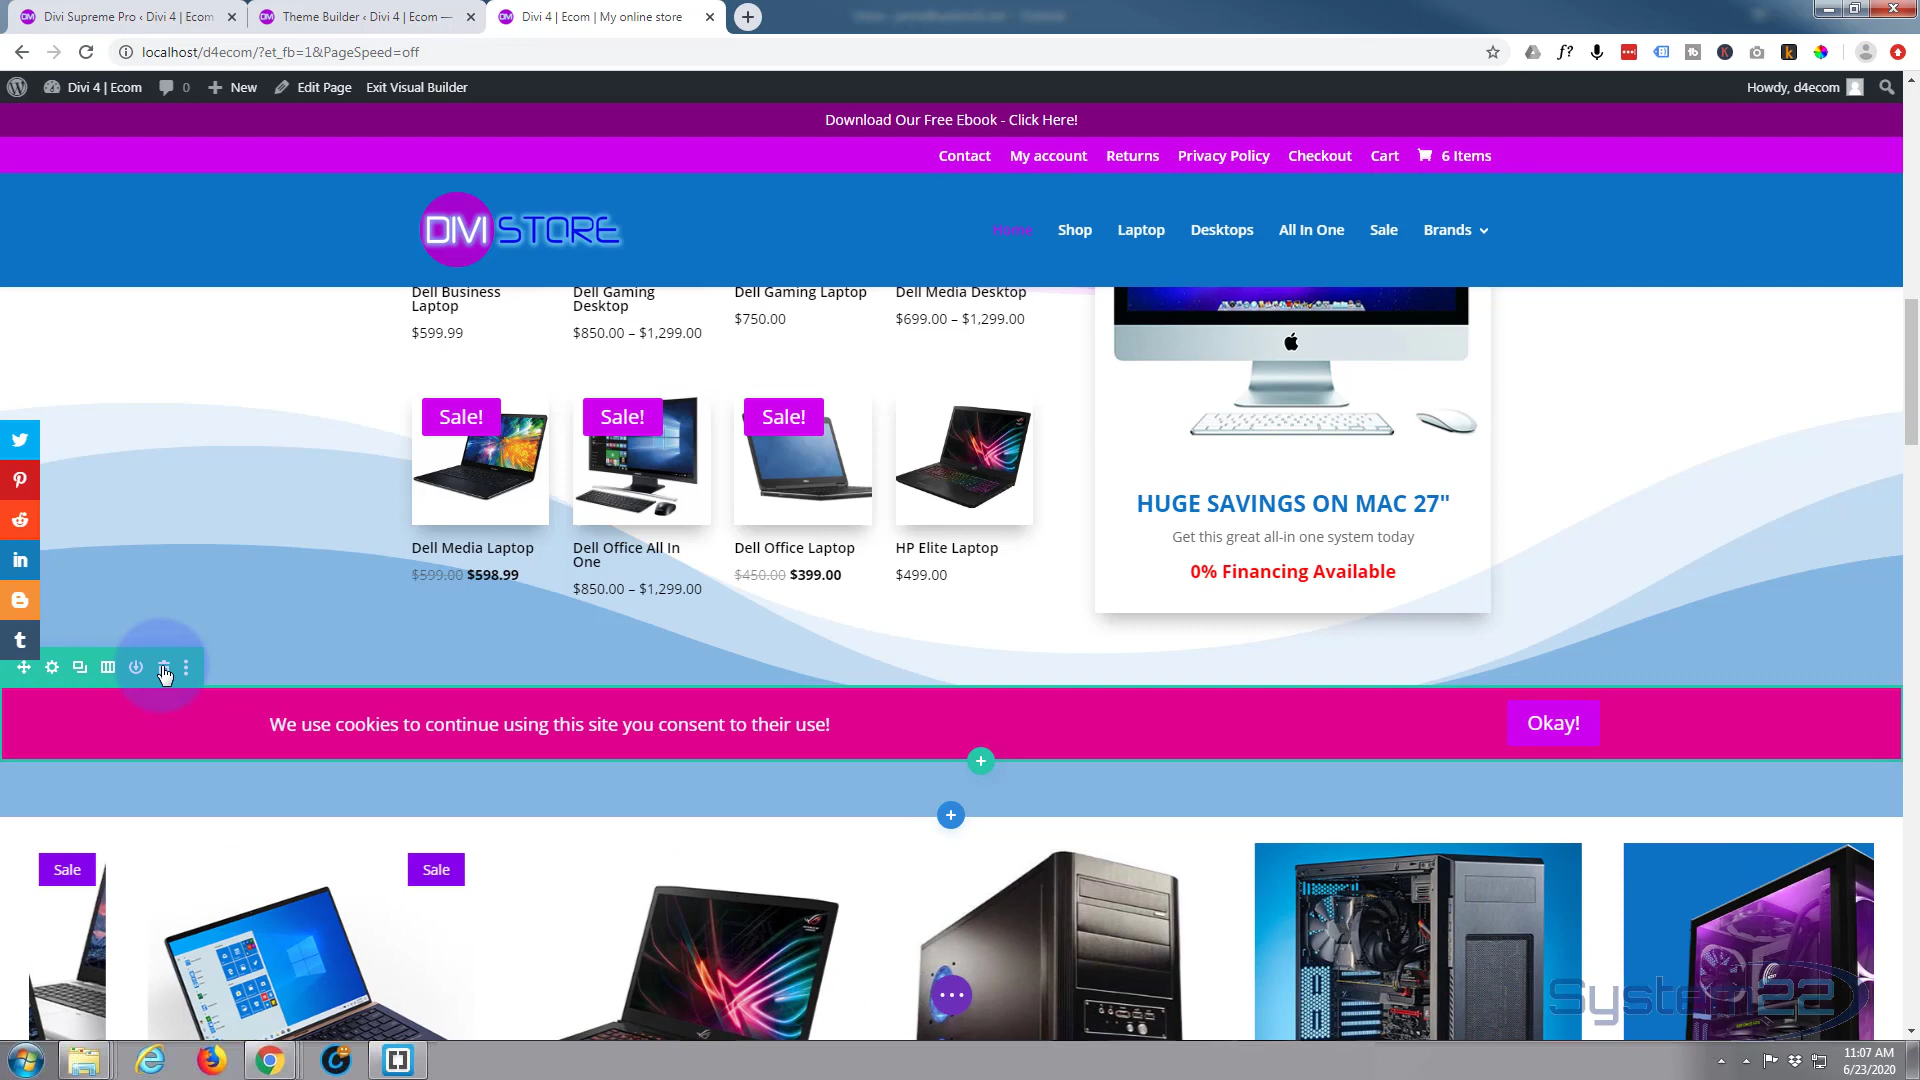 Divi Supreme Pro ‹ Divi 4 | Ecom
Theme Builder ‹ Divi 4 | Ecom —
Divi 4 | Ecom | My online store
localhost/d4ecom/?et_fb=1&PageSpeed=off
Divi 4 | Ecom
0
New
Edit Page
Exit Visual Builder
Howdy, d4ecom
Download Our Free Ebook - Click Here!
Contact
My account
Returns
Privacy Policy
Checkout
Cart
6 Items
DIVI STORE
Home
Shop
Laptop
Desktops
All In One
Sale
Brands
Dell Business
Laptop
$599.99
Dell Gaming
Desktop
$850.00 – $1,299.00
Dell Gaming Laptop
$750.00
Dell Media Desktop
$699.00 – $1,299.00
Sale!
Sale!
Sale!
Dell Media Laptop
$599.00 $598.99
Dell Office All In
One
$850.00 – $1,299.00
Dell Office Laptop
$450.00 $399.00
HP Elite Laptop
$499.00
HUGE SAVINGS ON MAC 27"
Get this great all-in one system today
0% Financing Available
We use cookies to continue using this site you consent to their use!
Okay!
Sale
Sale
System22
11:07 AM
6/23/2020